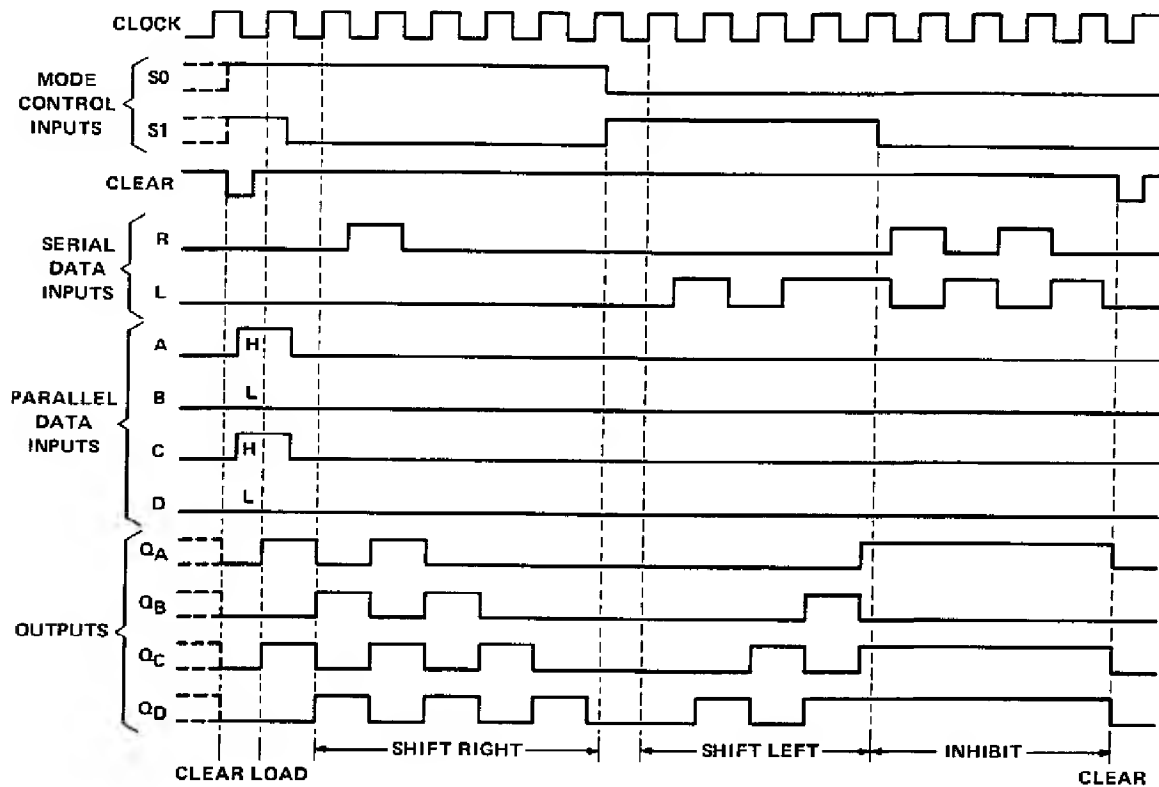 CLOCK
MODE
CONTROL
INPUTS
S0
S1
CLEAR
SERIAL
DATA
INPUTS
R
L
PARALLEL
DATA
INPUTS
A
H
B
L
C
H
D
L
OUTPUTS
QA
QB
QC
QD
SHIFT RIGHT
SHIFT LEFT
INHIBIT
CLEAR LOAD
CLEAR